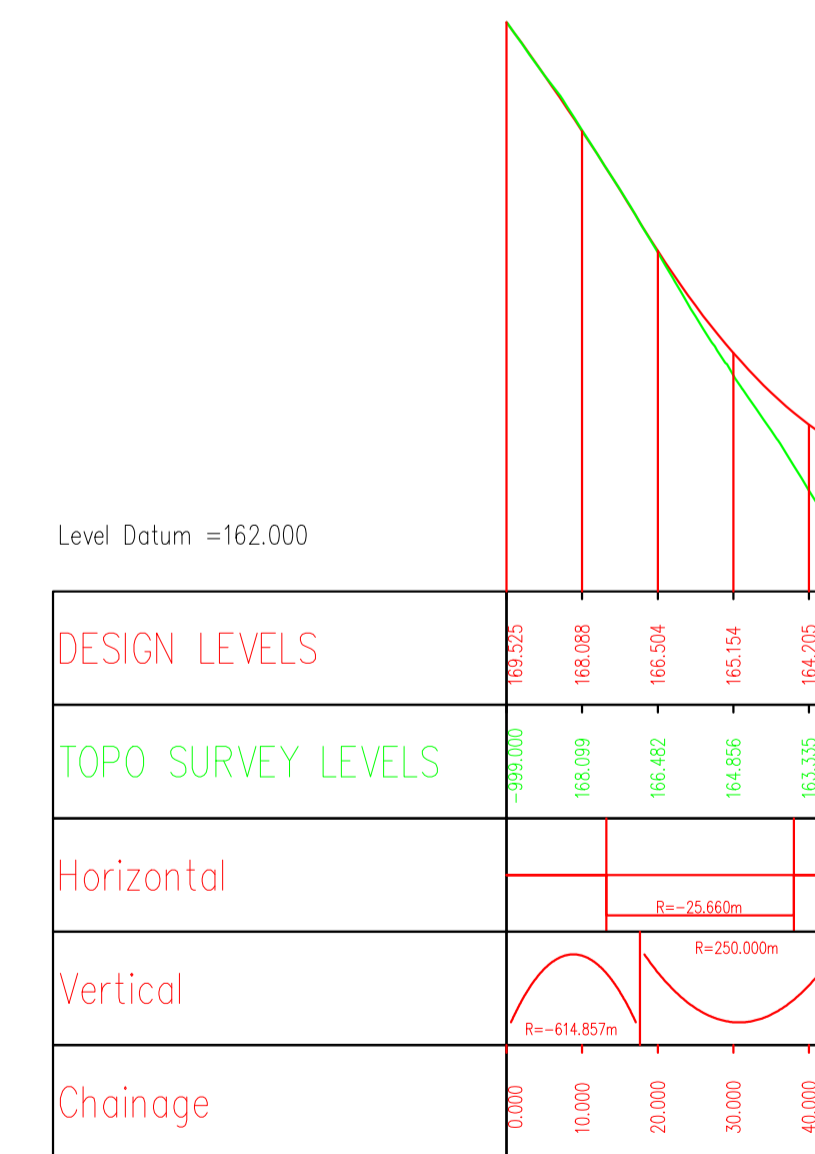 Level Datum =162.000
DESIGN LEVELS 169.525 168.088 166.504 165.154 164.205
TOPO SURVEY LEVELS -999.000 168.099 166.482 164.856 163.335
Horizontal R=-25.660m
Vertical R=-614.857m R=250.000m
Chainage 0.000 10.000 20.000 30.000 40.000